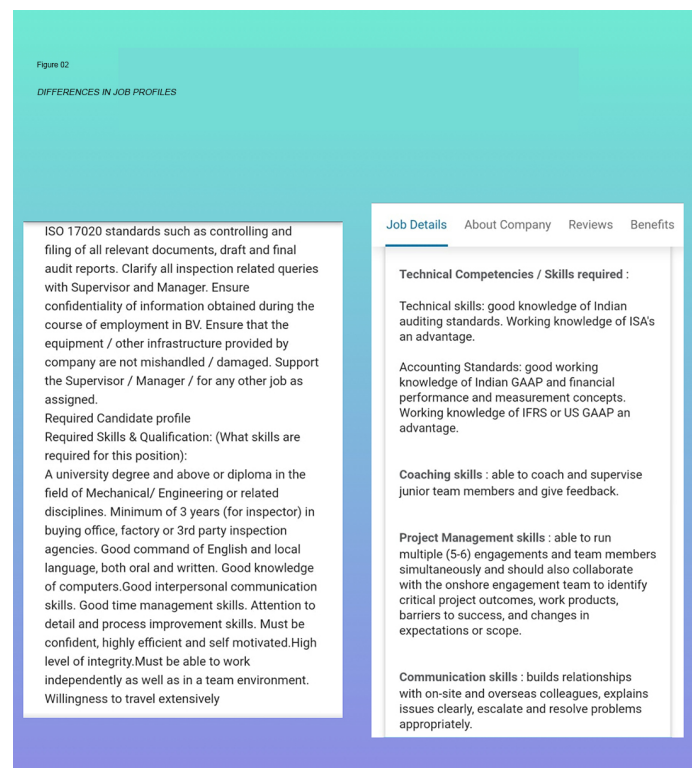 Figure 02
DIFFERENCES IN JOB PROFILES
ISO 17020 standards such as controlling and
filing of all relevant documents, draft and final
audit reports. Clarify all inspection related queries
with Supervisor and Manager. Ensure
confidentiality of information obtained during the
course of employment in BV. Ensure that the
equipment / other infrastructure provided by
company are not mishandled / damaged. Support
the Supervisor / Manager / for any other job as
assigned.
Required Candidate profile
Required Skills & Qualification: (What skills are
required for this position):
A university degree and above or diploma in the
field of Mechanical/ Engineering or related
disciplines. Minimum of 3 years (for inspector) in
buying office, factory or 3rd party inspection
agencies. Good command of English and local
language, both oral and written. Good knowledge
of computers.Good interpersonal communication
skills. Good time management skills. Attention to
detail and process improvement skills. Must be
confident, highly efficient and self motivated.High
level of integrity.Must be able to work
independently as well as in a team environment.
Willingness to travel extensively
Job Details About Company Reviews Benefits
Technical Competencies / Skills required :
Technical skills: good knowledge of Indian
auditing standards. Working knowledge of ISA's
an advantage.
Accounting Standards: good working
knowledge of Indian GAAP and financial
performance and measurement concepts.
Working knowledge of IFRS or US GAAP an
advantage.
Coaching skills : able to coach and supervise
junior team members and give feedback.
Project Management skills : able to run
multiple (5-6) engagements and team members
simultaneously and should also collaborate
with the onshore engagement team to identify
critical project outcomes, work products,
barriers to success, and changes in
expectations or scope.
Communication skills : builds relationships
with on-site and overseas colleagues, explains
issues clearly, escalate and resolve problems
appropriately.